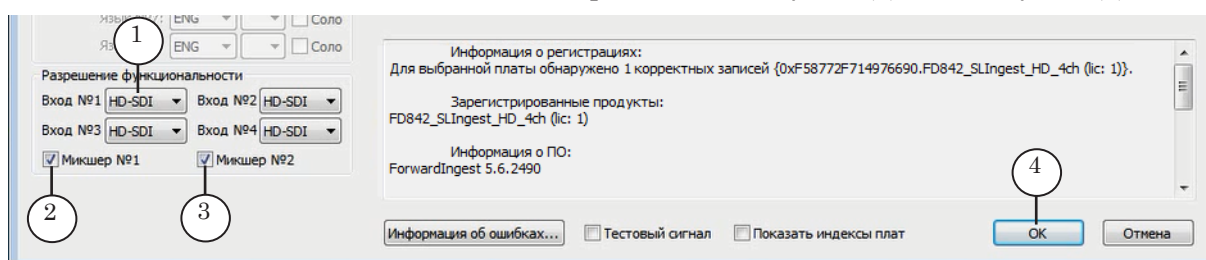 Язык №7: ENG Соло
ENG Соло
1
Разрешение функциональности
Вход №1 HD-SDI Вход №2 HD-SDI
Вход №3 HD-SDI Вход №4 HD-SDI
Микшер №1 Микшер №2
2 3
Информация о регистрациях:
Для выбранной платы обнаружено 1 корректных записей {0xF58772F714976690.FD842_SLIngest_HD_4ch (lic: 1)}.
Зарегистрированные продукты:
FD842_SLIngest_HD_4ch (lic: 1)
Информация о ПО:
ForwardIngest 5.6.2490
4
Информация об ошибках... Тестовый сигнал Показать индексы плат OK Отмена